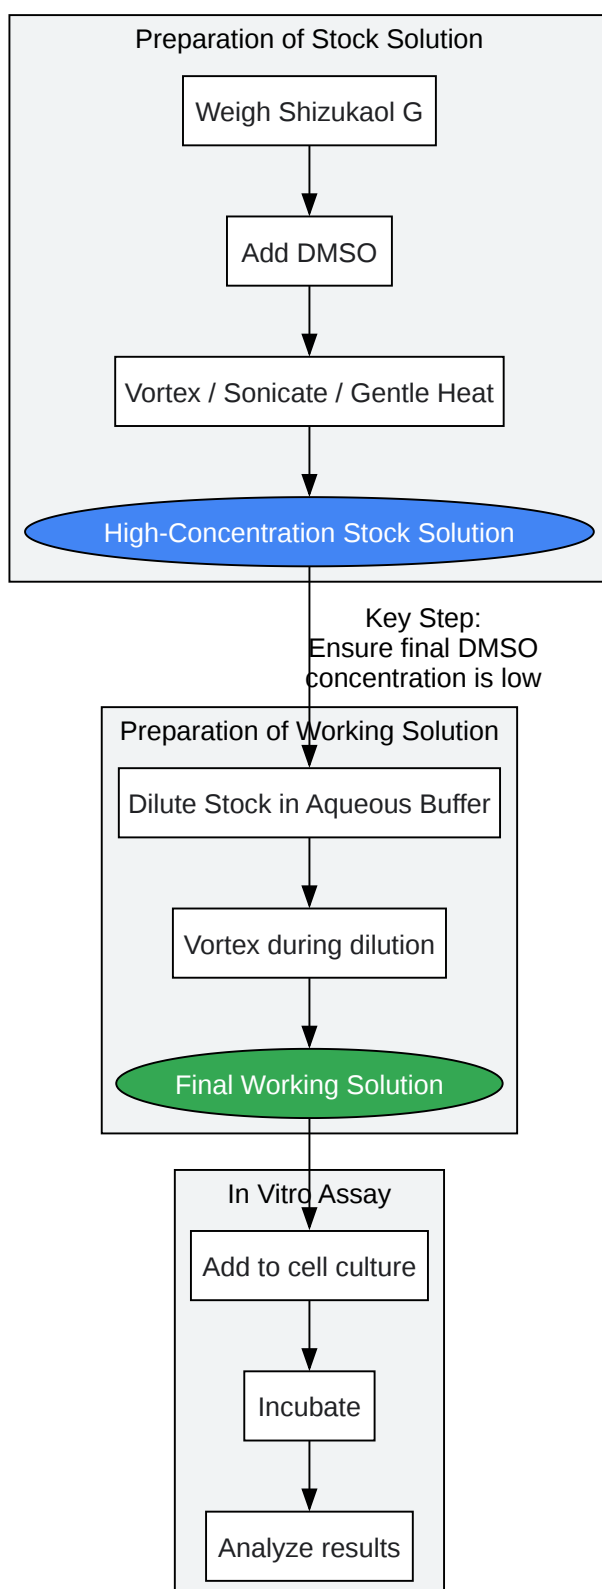 Preparation of Stock Solution
Weigh Shizukaol G
Add DMSO
Vortex / Sonicate / Gentle Heat
High-Concentration Stock Solution
Key Step:
Ensure final DMSO
concentration is low
Preparation of Working Solution
Dilute Stock in Aqueous Buffer
Vortex during dilution
Final Working Solution
In Vitro Assay
Add to cell culture
Incubate
Analyze results